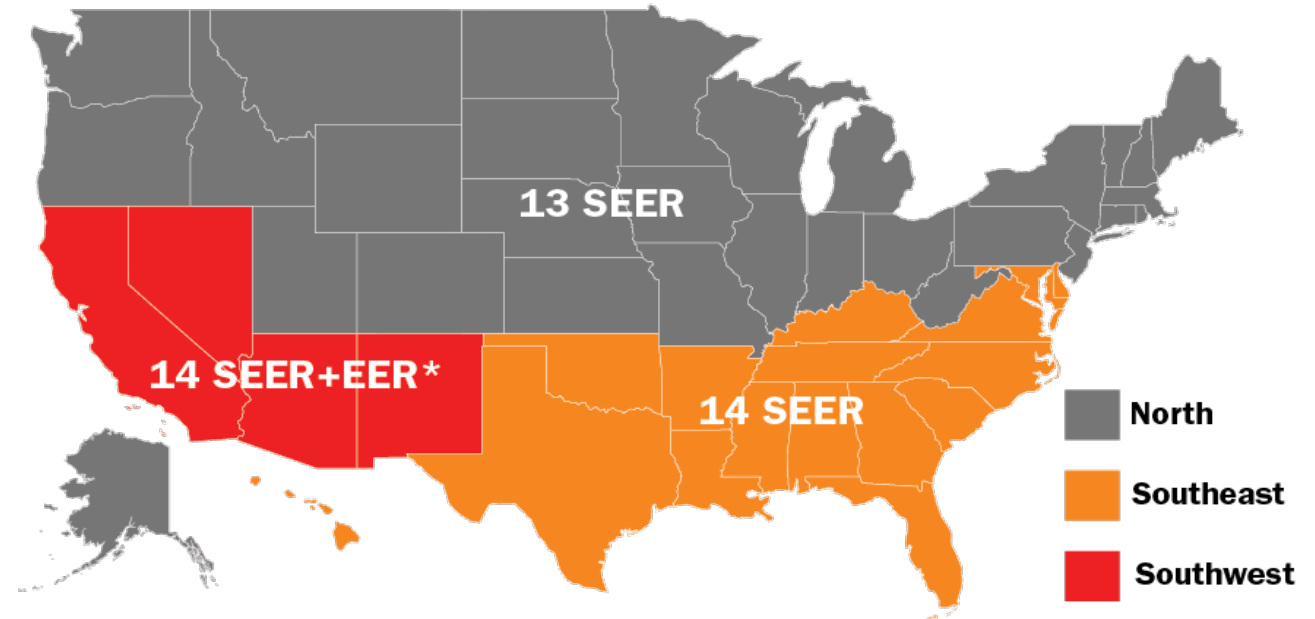 13 SEER
14 SEER+EER*
14 SEER
North
Southeast
Southwest